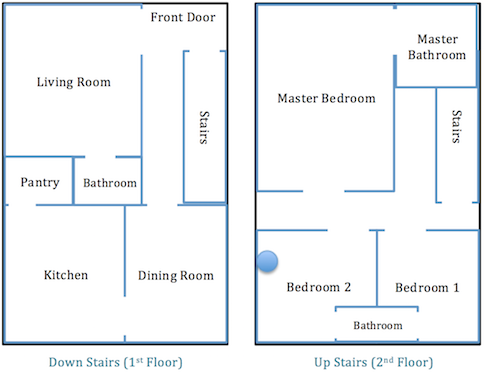 Front Door
Living Room
Stairs
Pantry
Bathroom
Kitchen
Dining Room
Down Stairs (1st Floor)
Master
Bathroom
Master Bedroom
Stairs
Bedroom 2
Bedroom 1
Bathroom
Up Stairs (2nd Floor)